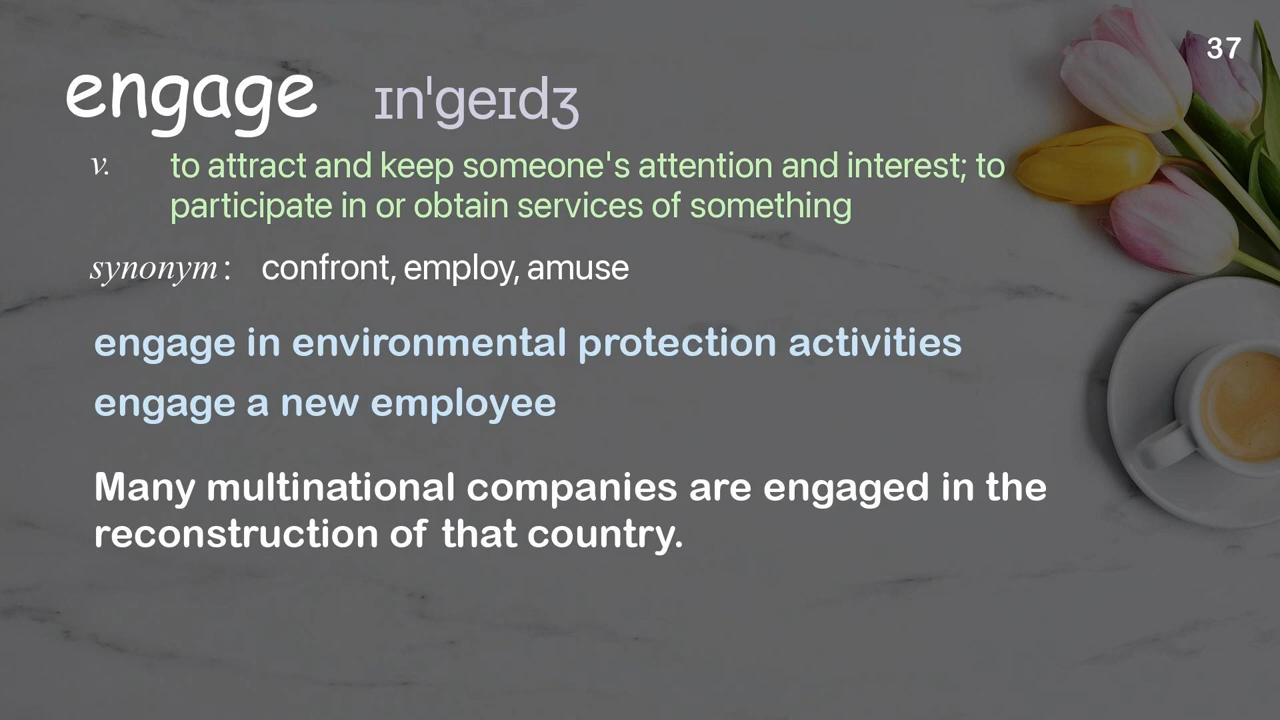 37
engage ɪnˈɡeɪdʒ
v. to attract and keep someone's attention and interest; to
participate in or obtain services of something
synonym : confront, employ, amuse
engage in environmental protection activities
engage a new employee
Many multinational companies are engaged in the
reconstruction of that country.